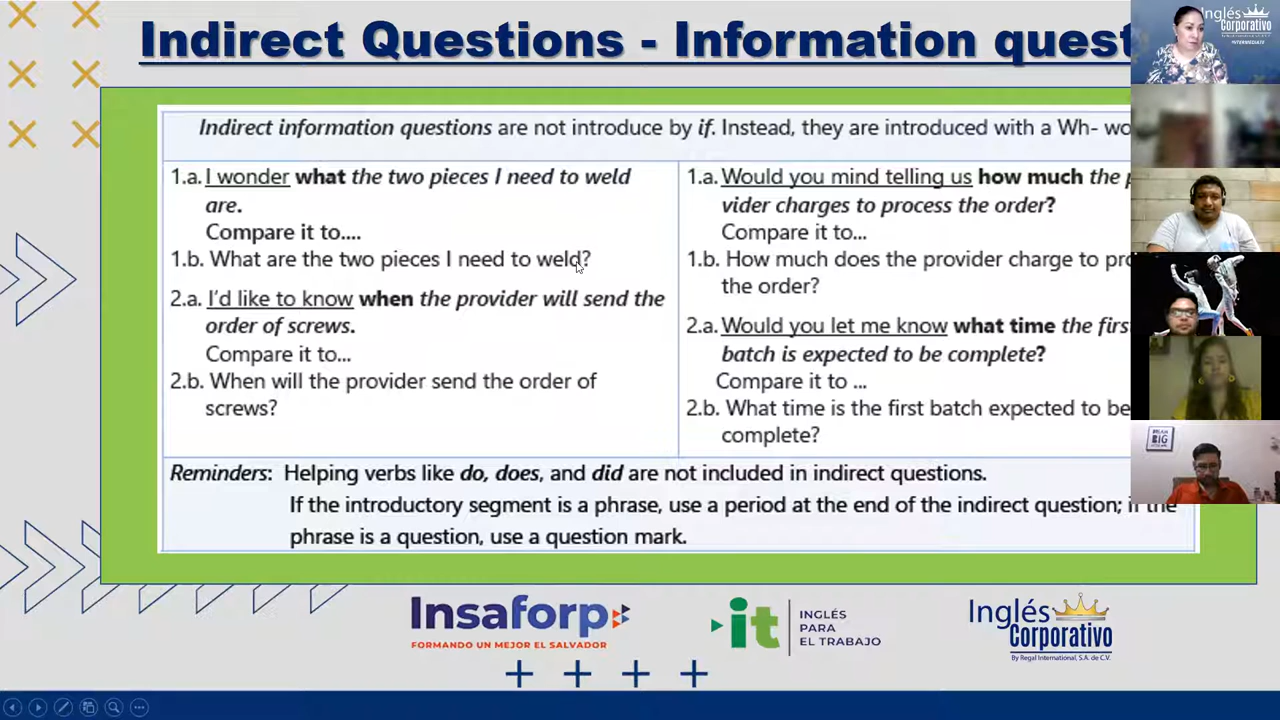 Indirect Questions - Information quest
Indirect information questions are not introduce by if. Instead, they are introduced with a Wh- wo
1.a. I wonder what the two pieces I need to weld
are.
Compare it to....
1.b. What are the two pieces I need to weld?
2.a. I'd like to know when the provider will send the
order of screws.
Compare it to...
2.b. When will the provider send the order of
screws?
1.a. Would you mind telling us how much the p
vider charges to process the order?
Compare it to...
1.b. How much does the provider charge to pro
the order?
2.a. Would you let me know what time the firs
batch is expected to be complete?
Compare it to ...
2.b. What time is the first batch expected to be
complete?
Reminders: Helping verbs like do, does, and did are not included in indirect questions.
If the introductory segment is a phrase, use a period at the end of the indirect question; if the
phrase is a question, use a question mark.
Insaforp
FORMANDO UN MEJOR EL SALVADOR
it
INGLÉS
PARA
EL TRABAJO
Inglés
Corporativo
By Regal International, S.A. de C.V.
Inglés
Corporativo
INTERMEDIATE
DREAM
BIG